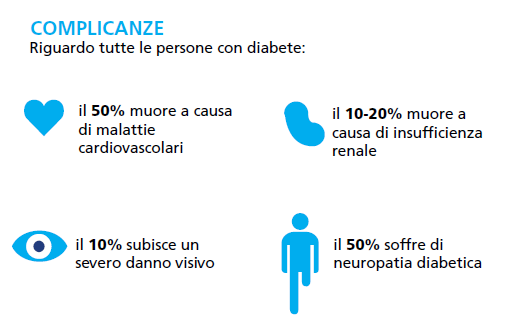 COMPLICANZE
Riguardo tutte le persone con diabete:
il 50% muore a causa
di malattie
cardiovascolari
il 10-20% muore a
causa di insufficienza
renale
il 10% subisce un
severo danno visivo
il 50% soffre di
neuropatia diabetica